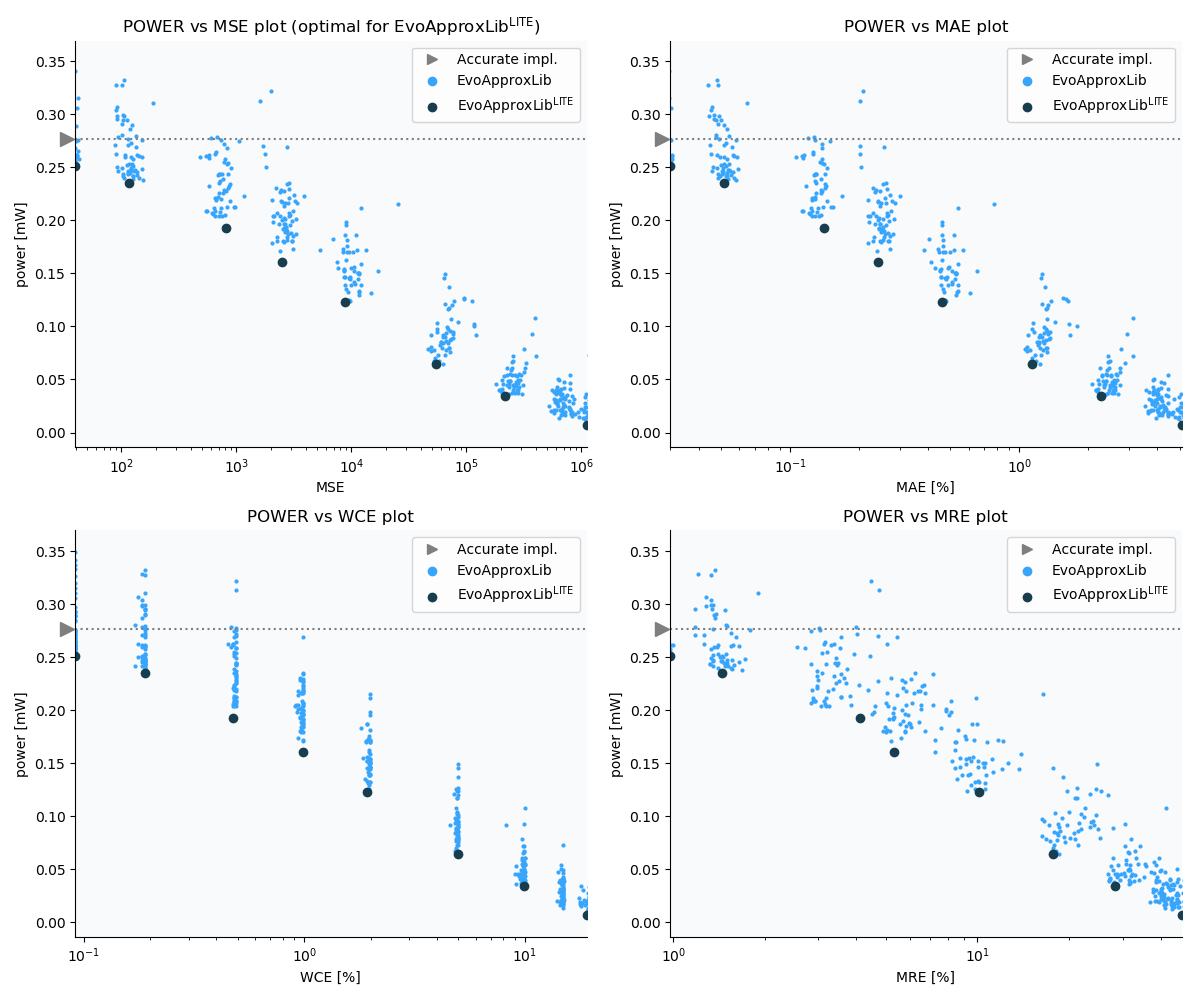 POWER vs MSE plot (optimal for EvoApproxLib^LITE)
0.35
0.30
0.25
0.20
0.15
0.10
0.05
0.00
power [mW]
Accurate impl.
EvoApproxLib
EvoApproxLib^LITE
10^2 10^3 10^4 10^5 10^6
MSE
POWER vs MAE plot
0.35
0.30
0.25
0.20
0.15
0.10
0.05
0.00
power [mW]
Accurate impl.
EvoApproxLib
EvoApproxLib^LITE
10^−1 10^0
MAE [%]
POWER vs WCE plot
0.35
0.30
0.25
0.20
0.15
0.10
0.05
0.00
power [mW]
Accurate impl.
EvoApproxLib
EvoApproxLib^LITE
10^−1 10^0 10^1
WCE [%]
POWER vs MRE plot
0.35
0.30
0.25
0.20
0.15
0.10
0.05
0.00
power [mW]
Accurate impl.
EvoApproxLib
EvoApproxLib^LITE
10^0 10^1
MRE [%]